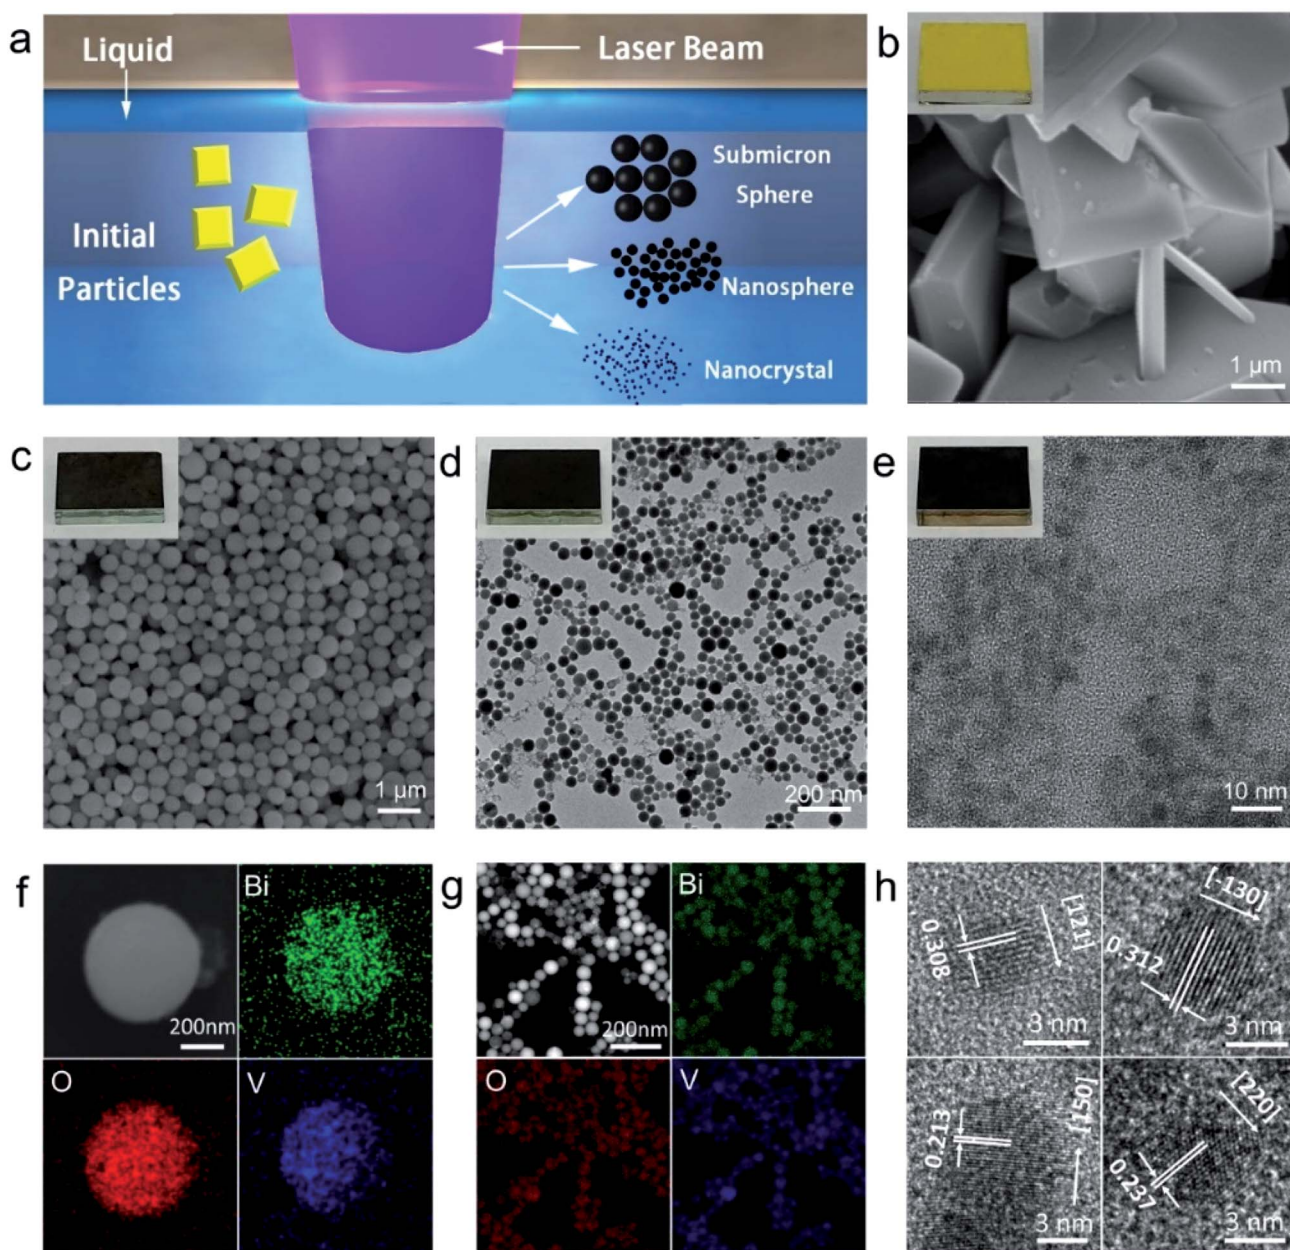 a
Liquid
Laser Beam
Submicron
Sphere
Initial
Particles
Nanosphere
Nanocrystal
b
1 μm
c
1 μm
d
200 nm
e
10 nm
f
200nm
Bi
O
V
g
200nm
Bi
O
V
h
0.308
[121]
3 nm
[-130]
0.312
3 nm
0.213
[150]
3 nm
[220]
0.237
3 nm